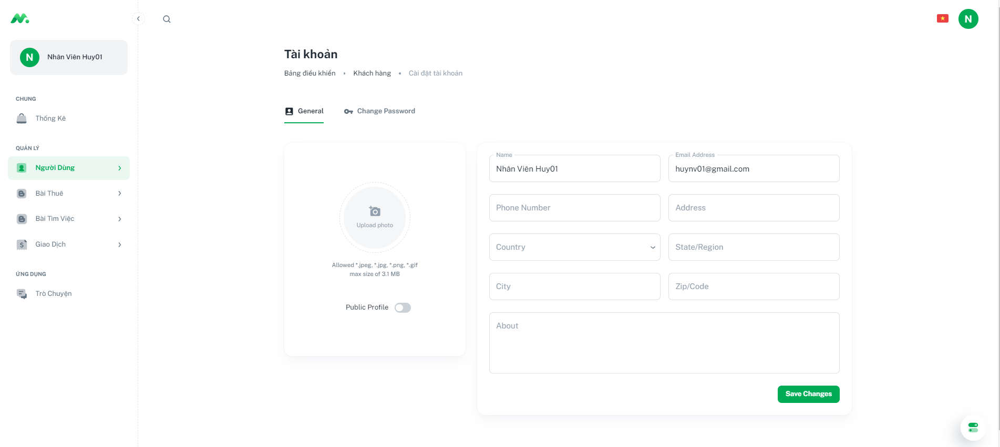 N
N Nhân Viên Huy01
CHUNG
Thống Kê
QUẢN LÝ
Người Dùng
Bài Thuê
Bài Tìm Việc
Giao Dịch
ỨNG DỤNG
Trò Chuyện
Tài khoản
Bảng điều khiển • Khách hàng • Cài đặt tài khoản
General Change Password
Upload photo
Allowed *.jpeg, *.jpg, *.png, *.gif
max size of 3.1 MB
Public Profile
Name Email Address
Nhân Viên Huy01 huynv01@gmail.com
Phone Number Address
Country State/Region
City Zip/Code
About
Save Changes